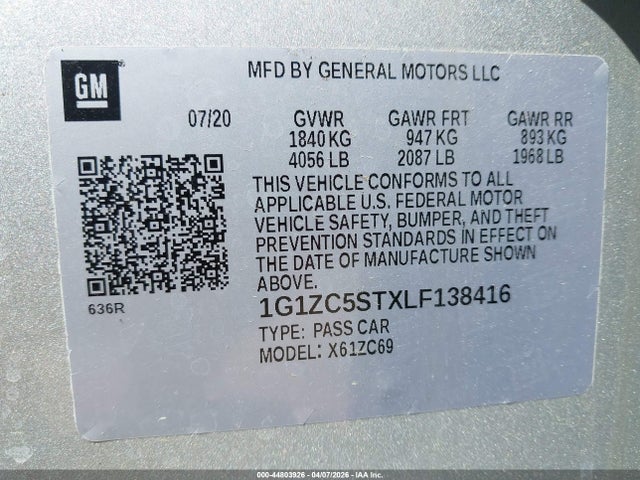 GM
MFD BY GENERAL MOTORS LLC
07/20 GVWR GAWR FRT GAWR RR
1840 KG 947 KG 893 KG
4056 LB 2087 LB 1968 LB
THIS VEHICLE CONFORMS TO ALL
APPLICABLE U.S. FEDERAL MOTOR
VEHICLE SAFETY, BUMPER, AND THEFT
PREVENTION STANDARDS IN EFFECT ON
THE DATE OF MANUFACTURE SHOWN
ABOVE.
636R
1G1ZC5STXLF138416
TYPE: PASS CAR
MODEL: X61ZC69
000-44803926 | 04/07/2026 | IAA Inc.